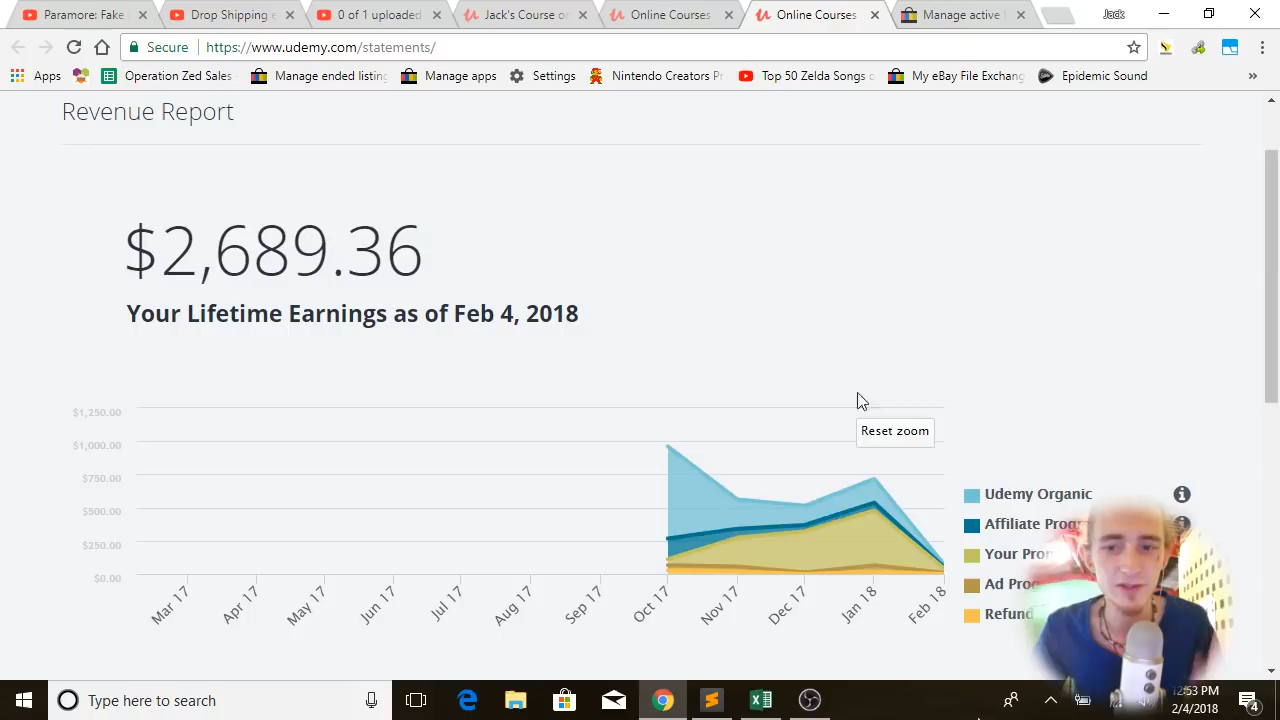 Paramore: Fake
Drop Shipping e
0 of 1 uploaded
Jack's Course or
Online Courses
Online Courses
Manage active
Jack
Secure
https://www.udemy.com/statements/
Apps
Operation Zed Sales
Manage ended listing
Manage apps
Settings
Nintendo Creators P
Top 10 Zelda Songs o
My eBay File Exchang
Epidemic Sound
»
Revenue Report
$2,689.36
Your Lifetime Earnings as of Feb 4, 2018
Reset zoom
$1,250.00
$1,000.00
$750.00
$500.00
$250.00
$0.00
Mar 17
Apr 17
May 17
Jun 17
Jul 17
Aug 17
Sep 17
Oct 17
Nov 17
Dec 17
Jan 18
Feb 18
Udemy Organic
Affiliate Prog
Your Pro
Ad Prog
Refund
Type here to search
12:53 PM
2/4/2018
4